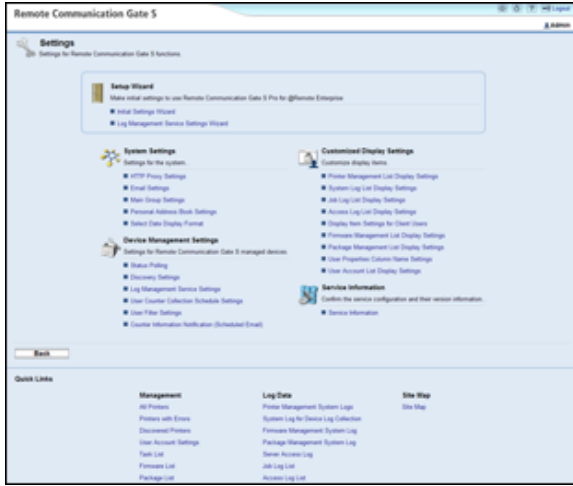 Remote Communication Gate S
Logout
Admin
Settings
Settings for Remote Communication Gate S functions.
Setup Wizard
Make initial settings to use Remote Communication Gate S Pro for @Remote Enterprise
Initial Settings Wizard
Log Management Service Settings Wizard
System Settings
Settings for the system.
HTTP Proxy Settings
Email Settings
Main Group Settings
Personal Address Book Settings
Select Date Display Format
Device Management Settings
Settings for Remote Communication Gate S managed devices.
Status Polling
Discovery Settings
Log Management Service Settings
User Counter Collection Schedule Settings
User Filter Settings
Counter Information Notification (Scheduled Email)
Customized Display Settings
Customize display items.
Printer Management List Display Settings
System Log List Display Settings
Job Log List Display Settings
Access Log List Display Settings
Display Item Settings for Client Users
Firmware Management List Display Settings
Package Management List Display Settings
User Properties Column Name Settings
User Account List Display Settings
Service Information
Confirm the service configuration and their version information.
Service Information
Back
Quick Links
Management
All Printers
Printers with Errors
Discovered Printers
User Account Settings
Task List
Firmware List
Package List
Log Data
Printer Management System Logs
System Log for Device Log Collection
Firmware Management System Log
Package Management System Log
Server Access Log
Job Log List
Access Log List
Site Map
Site Map